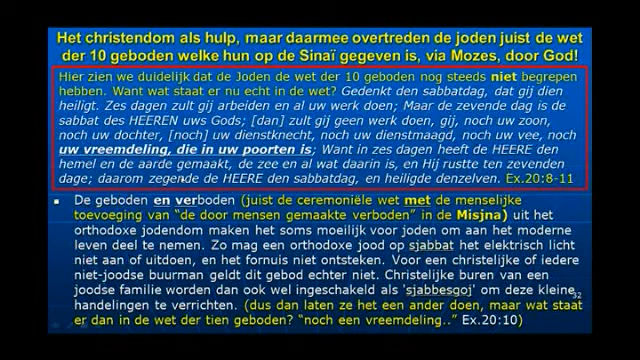 Het christendom als hulp, maar daarmee overtreden de joden juist de wet
der 10 geboden welke hun op de Sinaï gegeven is, via Mozes, door God!
Hier zien we duidelijk dat de Joden de wet der 10 geboden nog steeds niet begrepen
hebben. Want wat staat er nu echt in de wet? Gedenkt den sabbatdag, dat gij dien
heiligt. Zes dagen zult gij arbeiden en al uw werk doen; Maar de zevende dag is de
sabbat des HEEREN uws Gods; [dan] zult gij geen werk doen, gij, noch uw zoon,
noch uw dochter, [noch] uw dienstknecht, noch uw dienstmaagd, noch uw vee, noch
uw vreemdeling, die in uw poorten is; Want in zes dagen heeft de HEERE den
hemel en de aarde gemaakt, de zee en al wat daarin is, en Hij rustte ten zevenden
dage; daarom zegende de HEERE den sabbatdag, en heiligde denzelven. Ex.20:8-11
▪ De geboden en verboden (juist de ceremoniële wet met de menselijke
toevoeging van “de door mensen gemaakte verboden” in de Misjna) uit het
orthodoxe jodendom maken het soms moeilijk voor joden om aan het moderne
leven deel te nemen. Zo mag een orthodoxe jood op sjabbat het elektrisch licht
niet aan of uitdoen, en het fornuis niet ontsteken. Voor een christelijke of iedere
niet-joodse buurman geldt dit gebod echter niet. Christelijke buren van een
joodse familie worden dan ook wel ingeschakeld als 'sjabbesgoj' om deze kleine
handelingen te verrichten. (dus dan laten ze het een ander doen, maar wat staat
er dan in de wet der tien geboden? “noch een vreemdeling..” Ex.20:10)
32